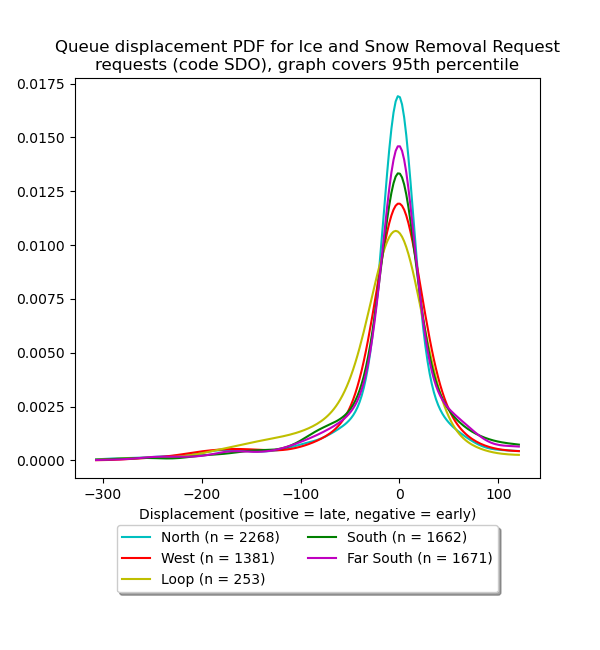 Queue displacement PDF for Ice and Snow Removal Request
requests (code SDO), graph covers 95th percentile
0.0175
0.0150
0.0125
0.0100
0.0075
0.0050
0.0025
0.0000
−300 −200 −100 0 100
Displacement (positive = late, negative = early)
North (n = 2268) South (n = 1662)
West (n = 1381) Far South (n = 1671)
Loop (n = 253)